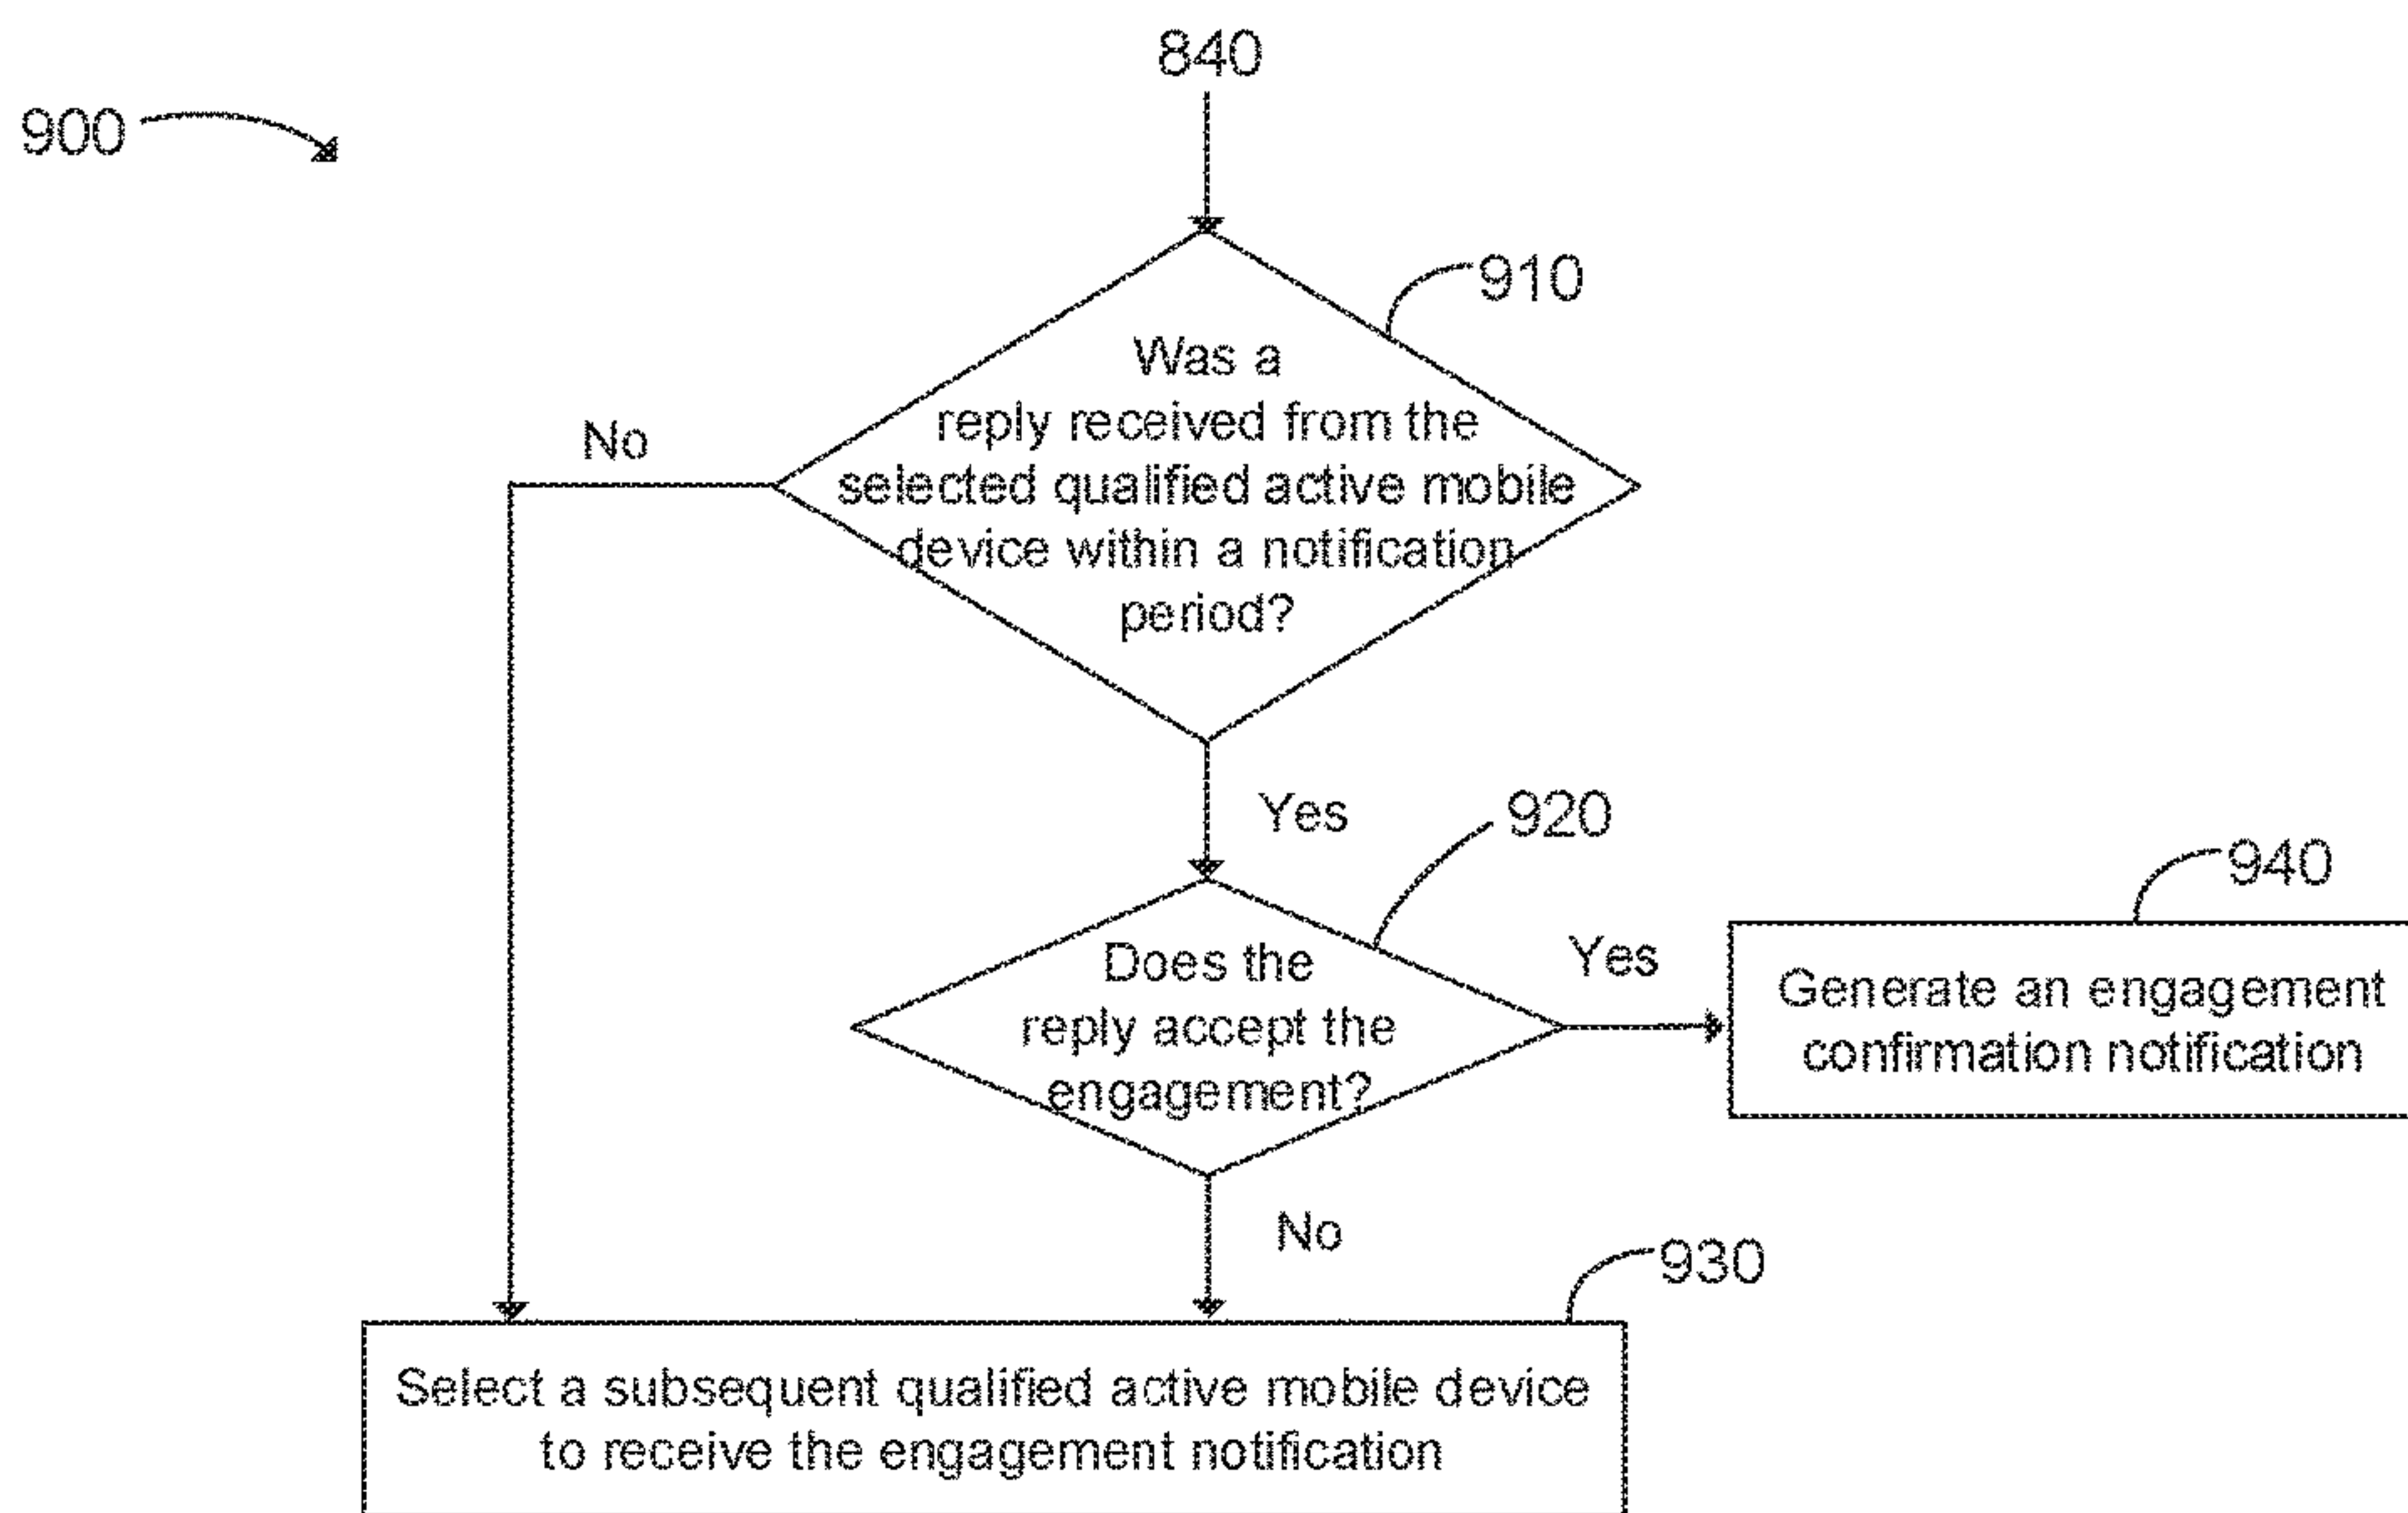 840
900
910
Was a
reply received from the
selected qualified active mobile
device within a notification
period?
No
Yes
920
940
Does the
reply accept the
engagement?
Yes
Generate an engagement
confirmation notification
No
930
Select a subsequent qualified active mobile device
to receive the engagement notification